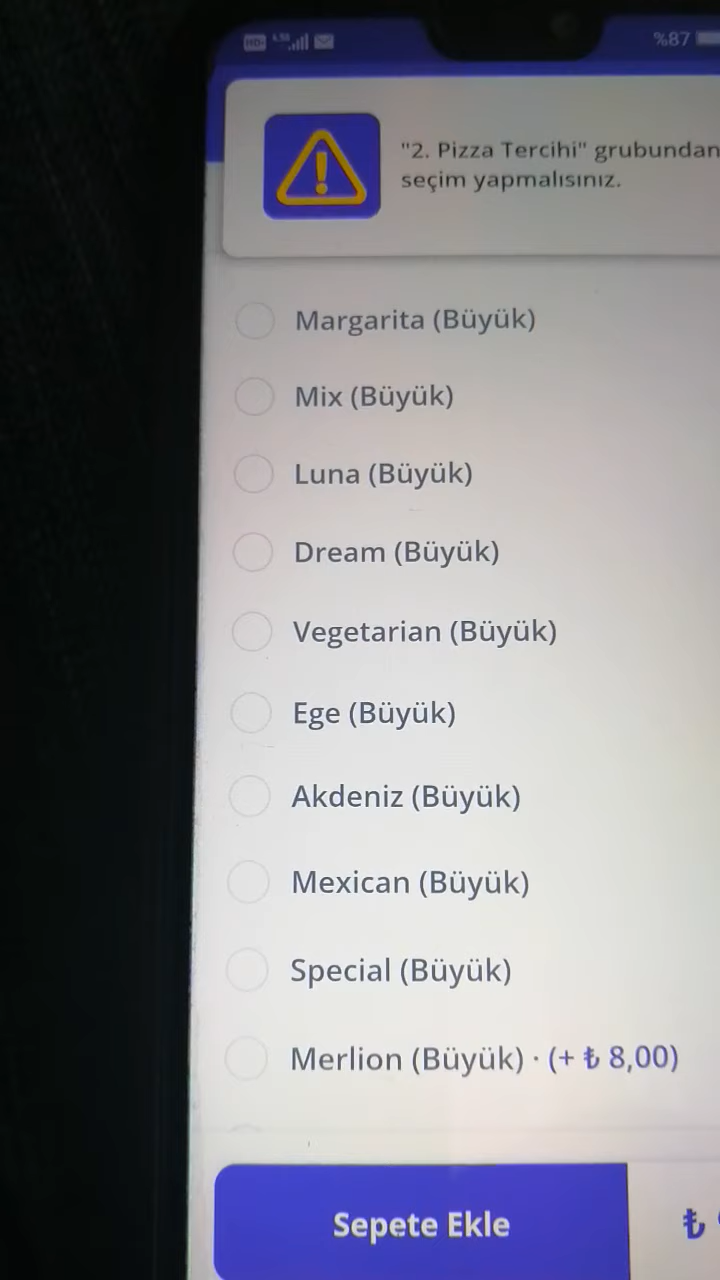 %87
"2. Pizza Tercihi" grubundan
seçim yapmalısınız.
Margarita (Büyük)
Mix (Büyük)
Luna (Büyük)
Dream (Büyük)
Vegetarian (Büyük)
Ege (Büyük)
Akdeniz (Büyük)
Mexican (Büyük)
Special (Büyük)
Merlion (Büyük) · (+ ₺ 8,00)
Sepete Ekle
₺